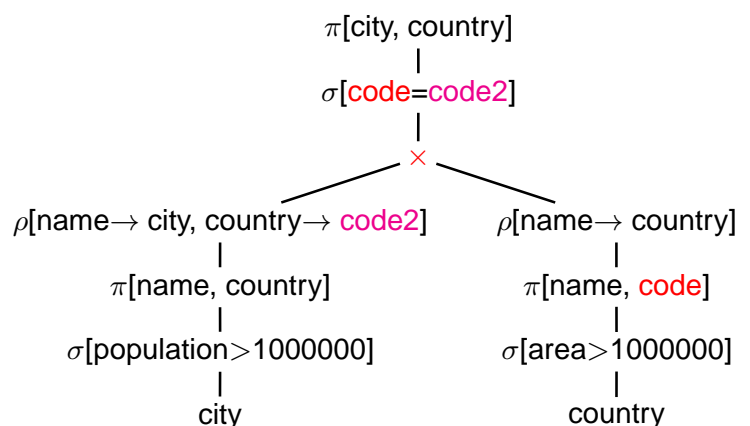 π[city, country]
σ[code=code2]
×
ρ[name→ city, country→ code2]
ρ[name→ country]
π[name, country]
π[name, code]
σ[population>1000000]
σ[area>1000000]
city
country